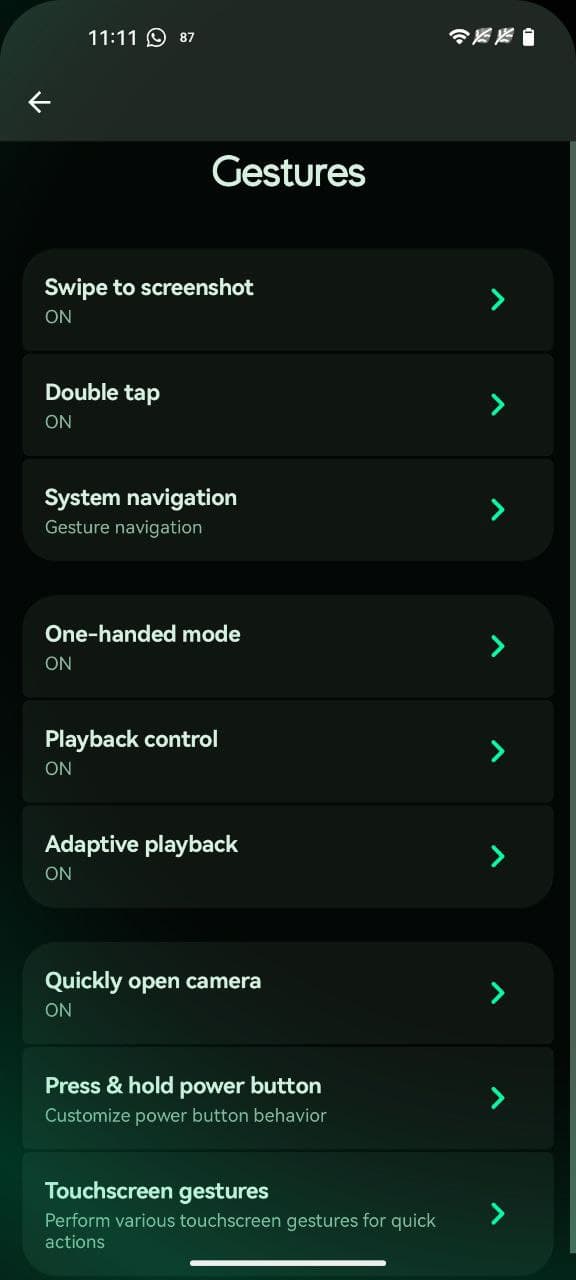 11:11 87
Gestures
Swipe to screenshot
ON
Double tap
ON
System navigation
Gesture navigation
One-handed mode
ON
Playback control
ON
Adaptive playback
ON
Quickly open camera
ON
Press & hold power button
Customize power button behavior
Touchscreen gestures
Perform various touchscreen gestures for quick
actions